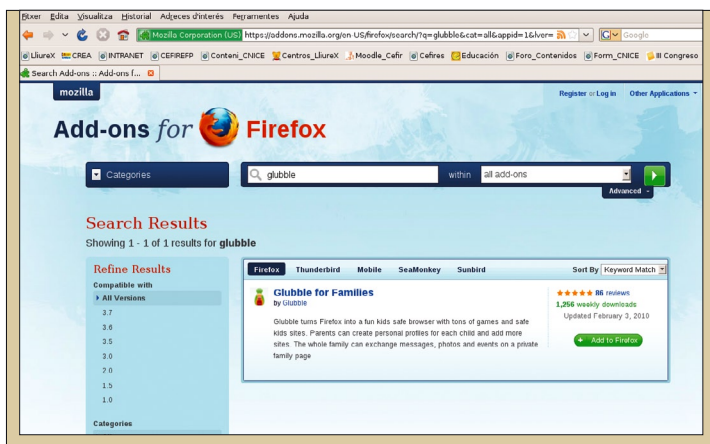 Fitxer Edita Visualitza Historial Adreces d'interés Ferramentes Ajuda
Mozilla Corporation (US) https://addons.mozilla.org/en-US/firefox/search/?q=glubble&cat=all&appid=1&lver= Google
LliureX CREA INTRANET CEFIREFP Conteni_CNICE Centros_LliureX Moodle_Cefir Cefires Educación Foro_Contenidos Form_CNICE III Congreso
Search Add-ons :: Add-ons f...
mozilla
Register or Log in Other Applications
Add-ons for Firefox
Categories
glubble within all add-ons
Advanced
Search Results
Showing 1 - 1 of 1 results for glubble
Refine Results
Compatible with
All Versions
3.7
3.6
3.5
3.0
2.0
1.5
1.0
Categories
Firefox Thunderbird Mobile SeaMonkey Sunbird Sort By Keyword Match
Glubble for Families
by Glubble
Glubble turns Firefox into a fun kids safe browser with tons of games and safe
kids sites. Parents can create personal profiles for each child and add more
sites. The whole family can exchange messages, photos and events on a private
family page
86 reviews
1,256 weekly downloads
Updated February 3, 2010
Add to Firefox